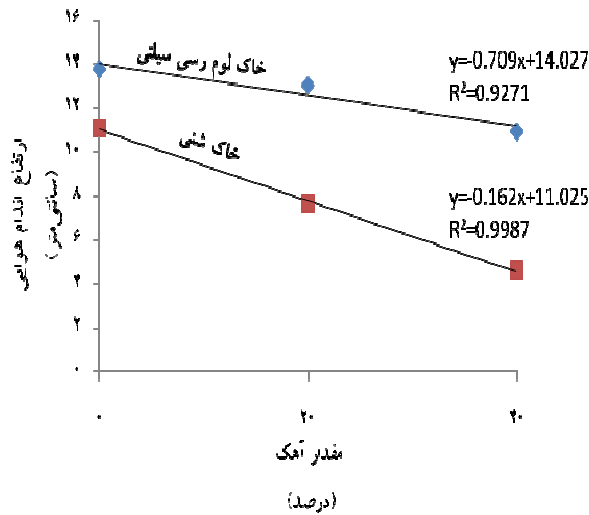 ۱۶
۱۴
۱۲
۱۰
۸
۶
۴
۲
۰
ارتفاع اندام هوایی
(سانتی‌متر)
خاک لوم رسی سیلتی
y=-0.709x+14.027
R²=0.9271
خاک شنی
y=-0.162x+11.025
R²=0.9987
۰ ۲۰ ۴۰
مقدر آهک
(درصد)